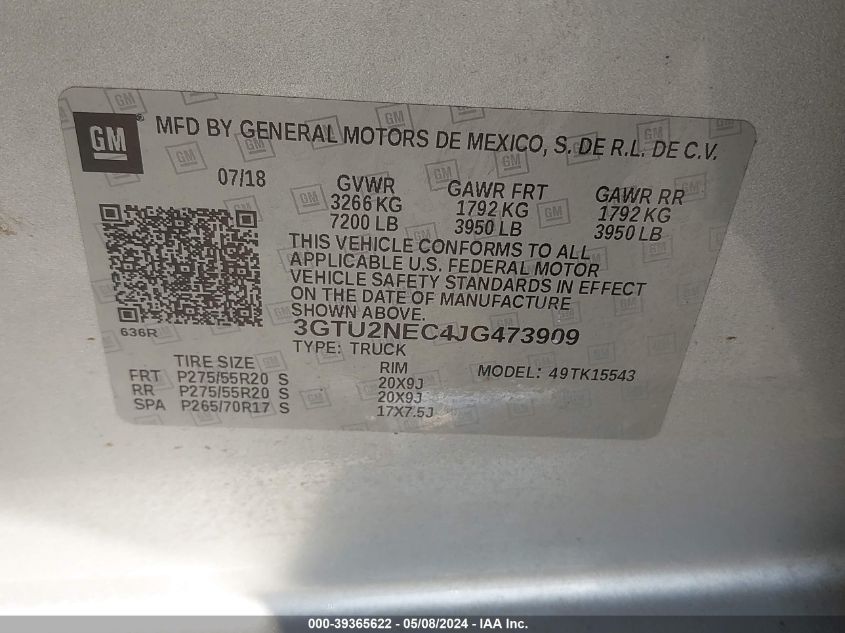 GM MFD BY GENERAL MOTORS DE MEXICO, S. DE R.L. DE C.V.
07/18 GVWR GAWR FRT GAWR RR
3266 KG 1792 KG 1792 KG
7200 LB 3950 LB 3950 LB
THIS VEHICLE CONFORMS TO ALL
APPLICABLE U.S. FEDERAL MOTOR
VEHICLE SAFETY STANDARDS IN EFFECT
ON THE DATE OF MANUFACTURE
SHOWN ABOVE.
636R 3GTU2NEC4JG473909
TYPE: TRUCK
TIRE SIZE RIM MODEL: 49TK15543
FRT P275/55R20 S 20X9J
RR P275/55R20 S 20X9J
SPA P265/70R17 S 17X7.5J
000-39365622 - 05/08/2024 - IAA Inc.